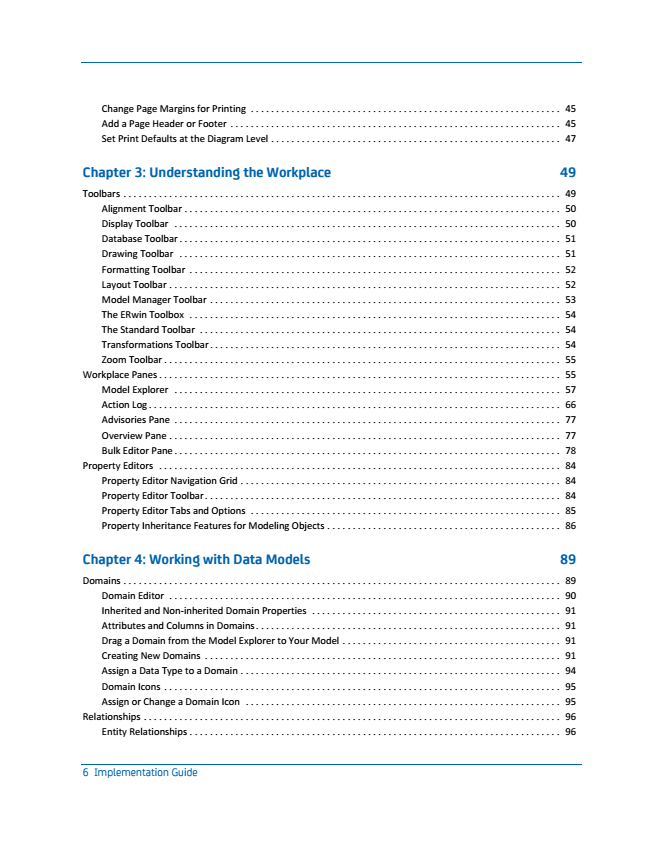 Change Page Margins for Printing ........ 45
Add a Page Header or Footer ........ 45
Set Print Defaults at the Diagram Level ........ 47
Chapter 3: Understanding the Workplace 49
Toolbars ........ 49
Alignment Toolbar ........ 50
Display Toolbar ........ 50
Database Toolbar ........ 51
Drawing Toolbar ........ 51
Formatting Toolbar ........ 52
Layout Toolbar ........ 52
Model Manager Toolbar ........ 53
The ERwin Toolbox ........ 54
The Standard Toolbar ........ 54
Transformations Toolbar ........ 54
Zoom Toolbar ........ 55
Workplace Panes ........ 55
Model Explorer ........ 57
Action Log ........ 66
Advisories Pane ........ 77
Overview Pane ........ 77
Bulk Editor Pane ........ 78
Property Editors ........ 84
Property Editor Navigation Grid ........ 84
Property Editor Toolbar ........ 84
Property Editor Tabs and Options ........ 85
Property Inheritance Features for Modeling Objects ........ 86
Chapter 4: Working with Data Models 89
Domains ........ 89
Domain Editor ........ 90
Inherited and Non-inherited Domain Properties ........ 91
Attributes and Columns in Domains ........ 91
Drag a Domain from the Model Explorer to Your Model ........ 91
Creating New Domains ........ 91
Assign a Data Type to a Domain ........ 94
Domain Icons ........ 95
Assign or Change a Domain Icon ........ 95
Relationships ........ 96
Entity Relationships ........ 96
6 Implementation Guide